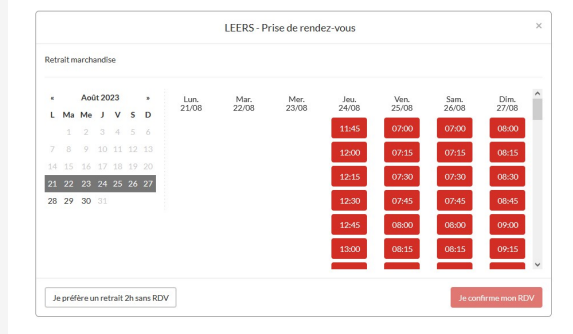 LEERS - Prise de rendez-vous ×
Retrait marchandise
« Août 2023 »
L Ma Me J V S D
1 2 3 4 5 6
7 8 9 10 11 12 13
14 15 16 17 18 19 20
21 22 23 24 25 26 27
28 29 30 31
Lun. Mar. Mer. Jeu. Ven. Sam. Dim.
21/08 22/08 23/08 24/08 25/08 26/08 27/08
11:45 07:00 07:00 08:00
12:00 07:15 07:15 08:15
12:15 07:30 07:30 08:30
12:30 07:45 07:45 08:45
12:45 08:00 08:00 09:00
13:00 08:15 08:15 09:15
Je préfère un retrait 2h sans RDV Je confirme mon RDV